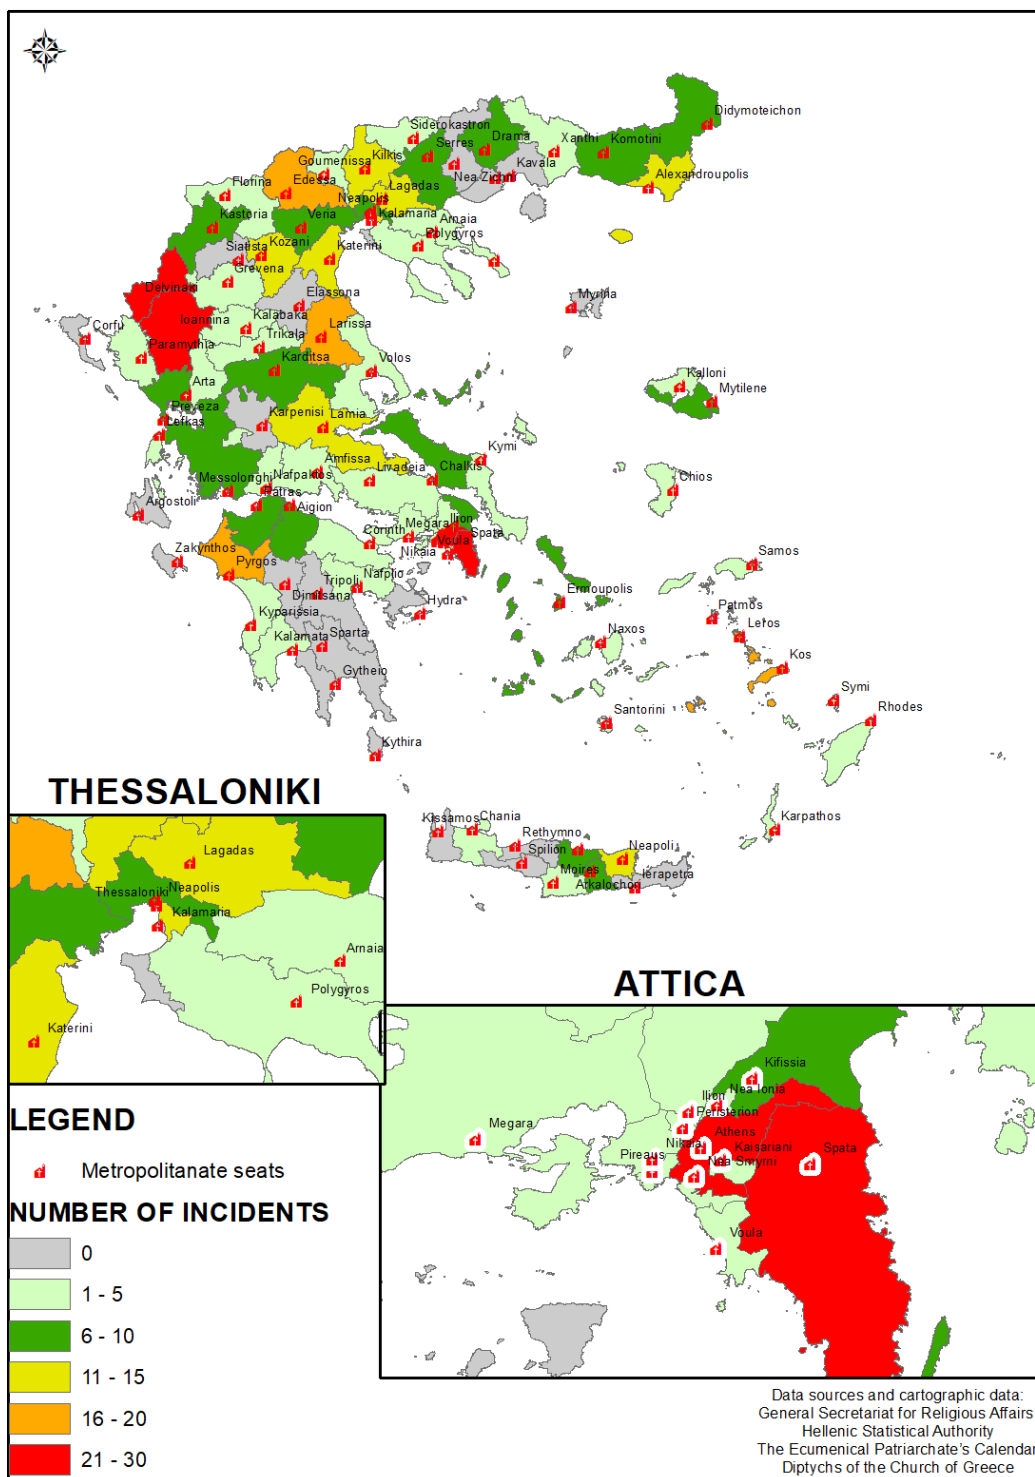 Didymoteichon
Siderokastron
Serres
Drama
Xanthi
Komotini
Goumenissa
Kilkis
Nea Zichni
Kavala
Alexandroupolis
Florina
Edessa
Lagadas
Neapolis
Kalamaria
Kastoria
Veria
Arnaia
Polygyros
Siatista
Kozani
Katerini
Grevena
Delvinaki
Elassona
Myrina
Corfu
Ioannina
Kalabaka
Larissa
Paramythia
Trikala
Karditsa
Volos
Kalloni
Mytilene
Arta
Preveza
Lefkas
Karpenisi
Lamia
Kymi
Amfissa
Livadeia
Chalkis
Chios
Messolonghi
Nafpaktos
Argostoli
Patras
Aigion
Ilion
Megara
Corinth
Spata
Voula
Nikaia
Zakynthos
Pyrgos
Samos
Tripoli
Nafplio
Dimitsana
Ermoupolis
Hydra
Patmos
Leros
Kyparissia
Naxos
Kalamata
Sparta
Kos
Gytheio
Symi
Rhodes
Santorini
Kythira
THESSALONIKI
Kissamos
Chania
Rethymno
Karpathos
Spilion
Neapoli
Moires
Ierapetra
Arkalochori
Lagadas
Thessaloniki
Neapolis
Kalamaria
Arnaia
Polygyros
Katerini
ATTICA
Kifissia
Nea Ionia
Ilion
Peristerion
Megara
Athens
Nikaia
Kaisariani
Spata
Pireaus
Nea Smyrni
Voula
LEGEND
Metropolitanate seats
NUMBER OF INCIDENTS
0
1 - 5
6 - 10
11 - 15
16 - 20
21 - 30
Data sources and cartographic data:
General Secretariat for Religious Affairs
Hellenic Statistical Authority
The Ecumenical Patriarchate's Calendar
Diptychs of the Church of Greece